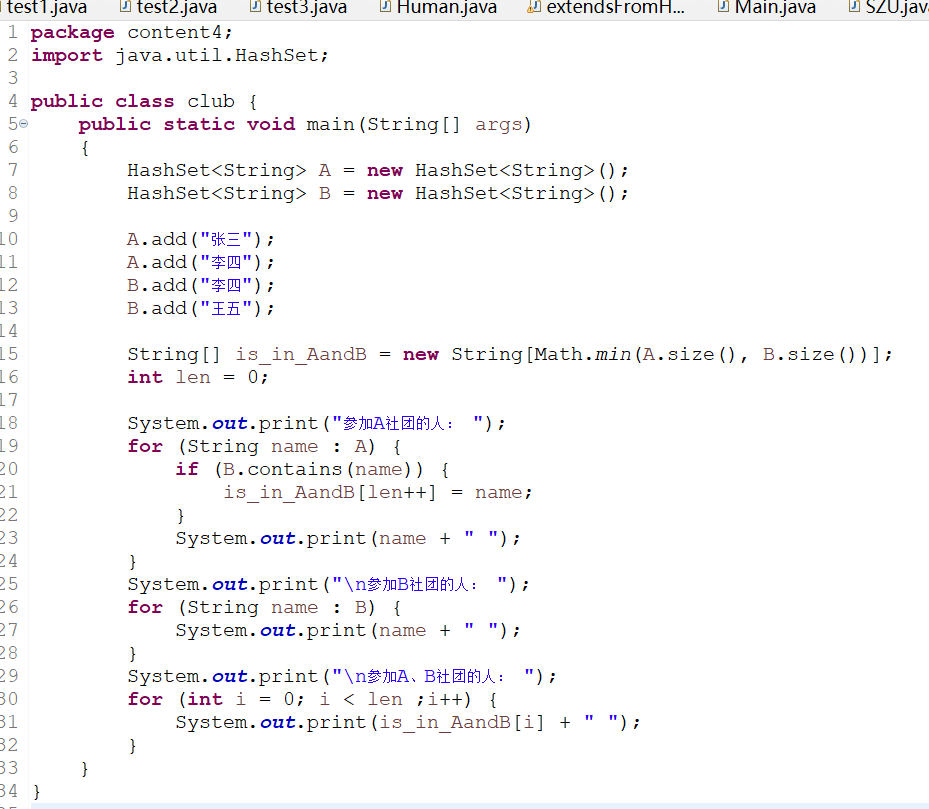 test1.java test2.java test3.java Human.java extendsFromH... Main.java SZU.jav
1 package content4;
2 import java.util.HashSet;
3
4 public class club {
5 public static void main(String[] args)
6 {
7 HashSet<String> A = new HashSet<String>();
8 HashSet<String> B = new HashSet<String>();
9
10 A.add("张三");
11 A.add("李四");
12 B.add("李四");
13 B.add("王五");
14
15 String[] is_in_AandB = new String[Math.min(A.size(), B.size())];
16 int len = 0;
17
18 System.out.print("参加A社团的人： ");
19 for (String name : A) {
20 if (B.contains(name)) {
21 is_in_AandB[len++] = name;
22 }
23 System.out.print(name + " ");
24 }
25 System.out.print("\n参加B社团的人： ");
26 for (String name : B) {
27 System.out.print(name + " ");
28 }
29 System.out.print("\n参加A、B社团的人： ");
30 for (int i = 0; i < len ;i++) {
31 System.out.print(is_in_AandB[i] + " ");
32 }
33 }
34 }